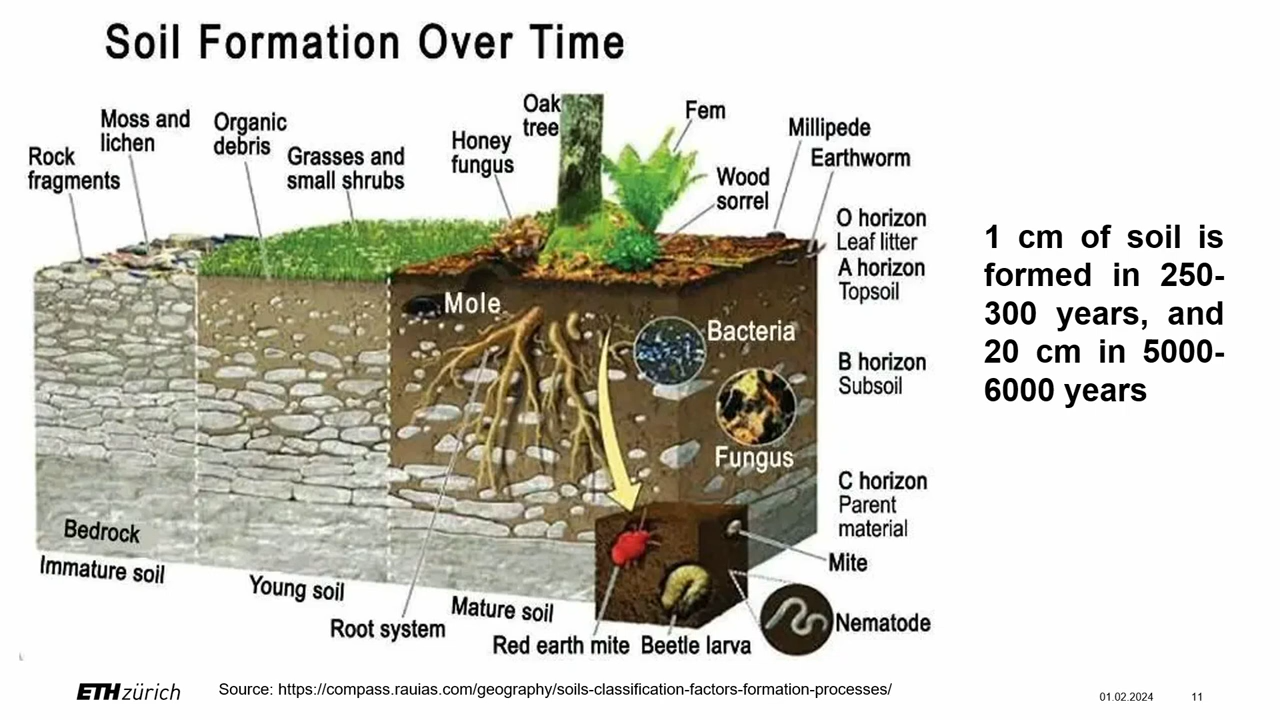 Soil Formation Over Time
Rock
fragments
Moss and
lichen
Organic
debris
Grasses and
small shrubs
Honey
fungus
Oak
tree
Fem
Wood
sorrel
Millipede
Earthworm
O horizon
Leaf litter
A horizon
Topsoil
B horizon
Subsoil
C horizon
Parent
material
Mole
Bacteria
Fungus
Bedrock
Immature soil
Young soil
Mature soil
Root system
Red earth mite
Beetle larva
Mite
Nematode
1 cm of soil is
formed in 250-
300 years, and
20 cm in 5000-
6000 years
ETH zürich
Source: https://compass.rauias.com/geography/soils-classification-factors-formation-processes/
01.02.2024
11